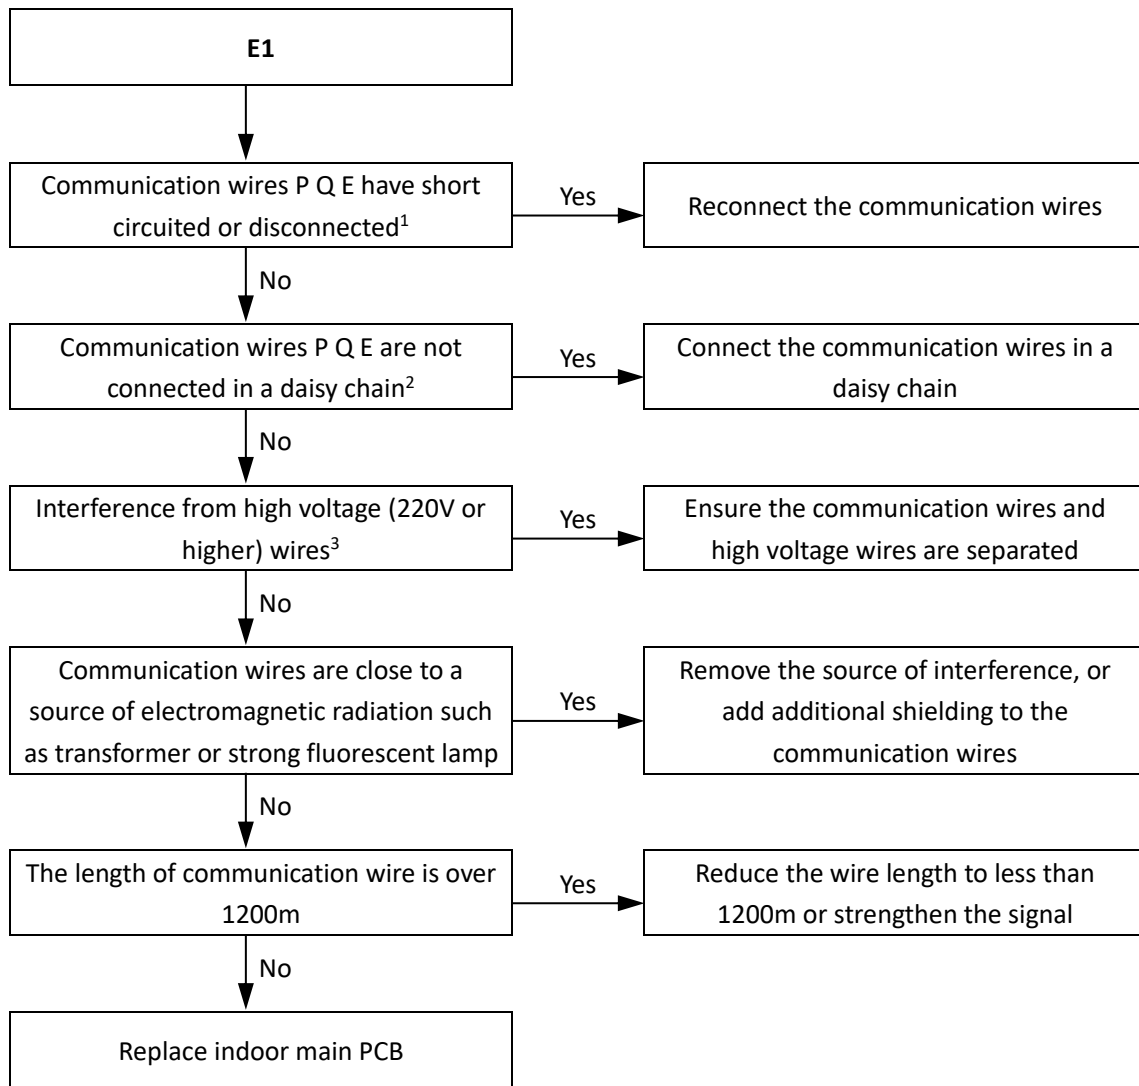 E1
Communication wires P Q E have short
circuited or disconnected¹
Yes
Reconnect the communication wires
No
Communication wires P Q E are not
connected in a daisy chain²
Yes
Connect the communication wires in a
daisy chain
No
Interference from high voltage (220V or
higher) wires³
Yes
Ensure the communication wires and
high voltage wires are separated
No
Communication wires are close to a
source of electromagnetic radiation such
as transformer or strong fluorescent lamp
Yes
Remove the source of interference, or
add additional shielding to the
communication wires
No
The length of communication wire is over
1200m
Yes
Reduce the wire length to less than
1200m or strengthen the signal
No
Replace indoor main PCB